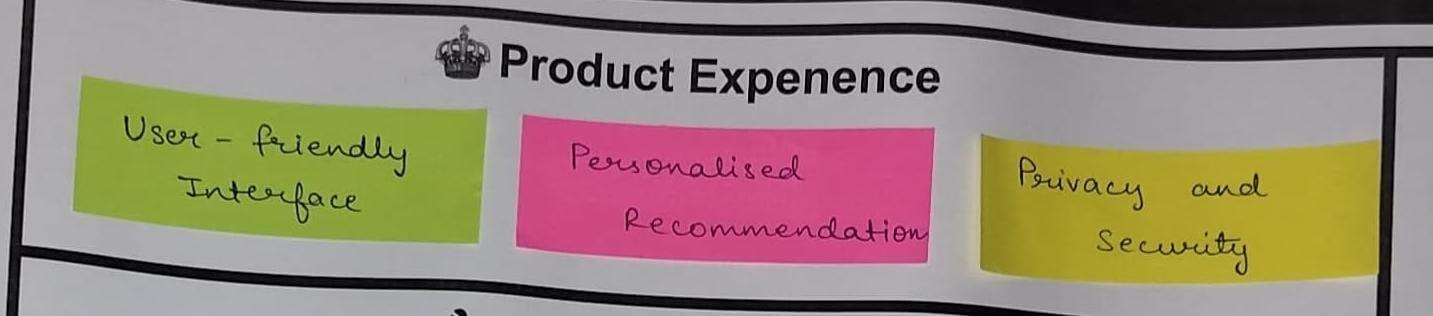 Product Expenence
User - friendly
Interface
Personalised
Recommendation
Privacy and
Security